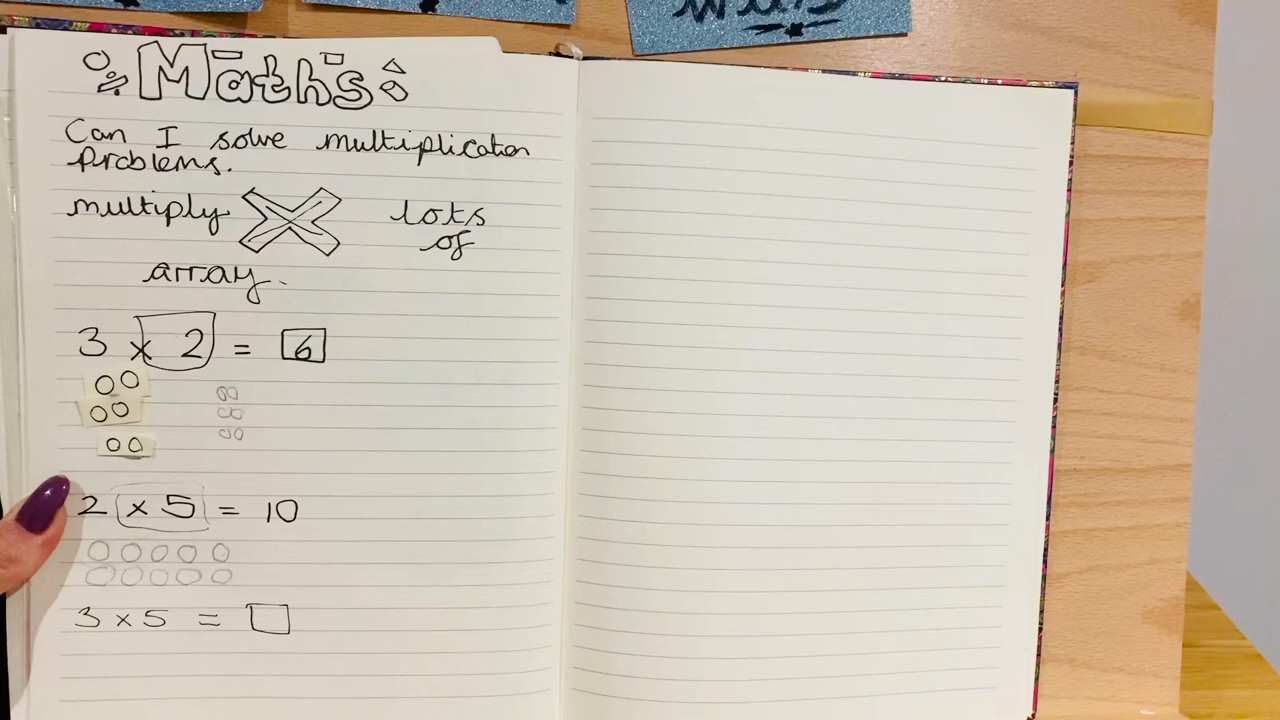 Maths
Can I solve multiplication
problems.
multiply × lots
of
array.
3 × 2 = 6
2 × 5 = 10
3 × 5 =